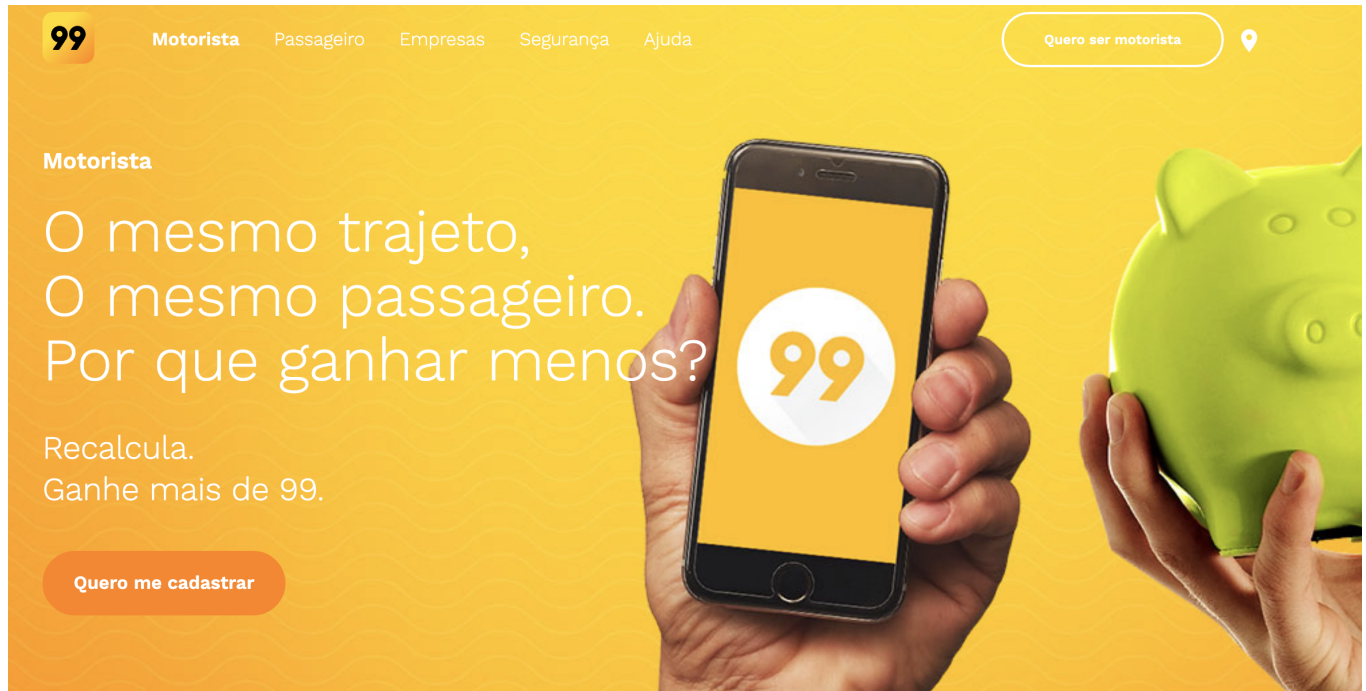 99
Motorista
Passageiro
Empresas
Segurança
Ajuda
Quero ser motorista
Motorista
O mesmo trajeto,
O mesmo passageiro.
Por que ganhar menos?
99
Recalcula.
Ganhe mais de 99.
Quero me cadastrar